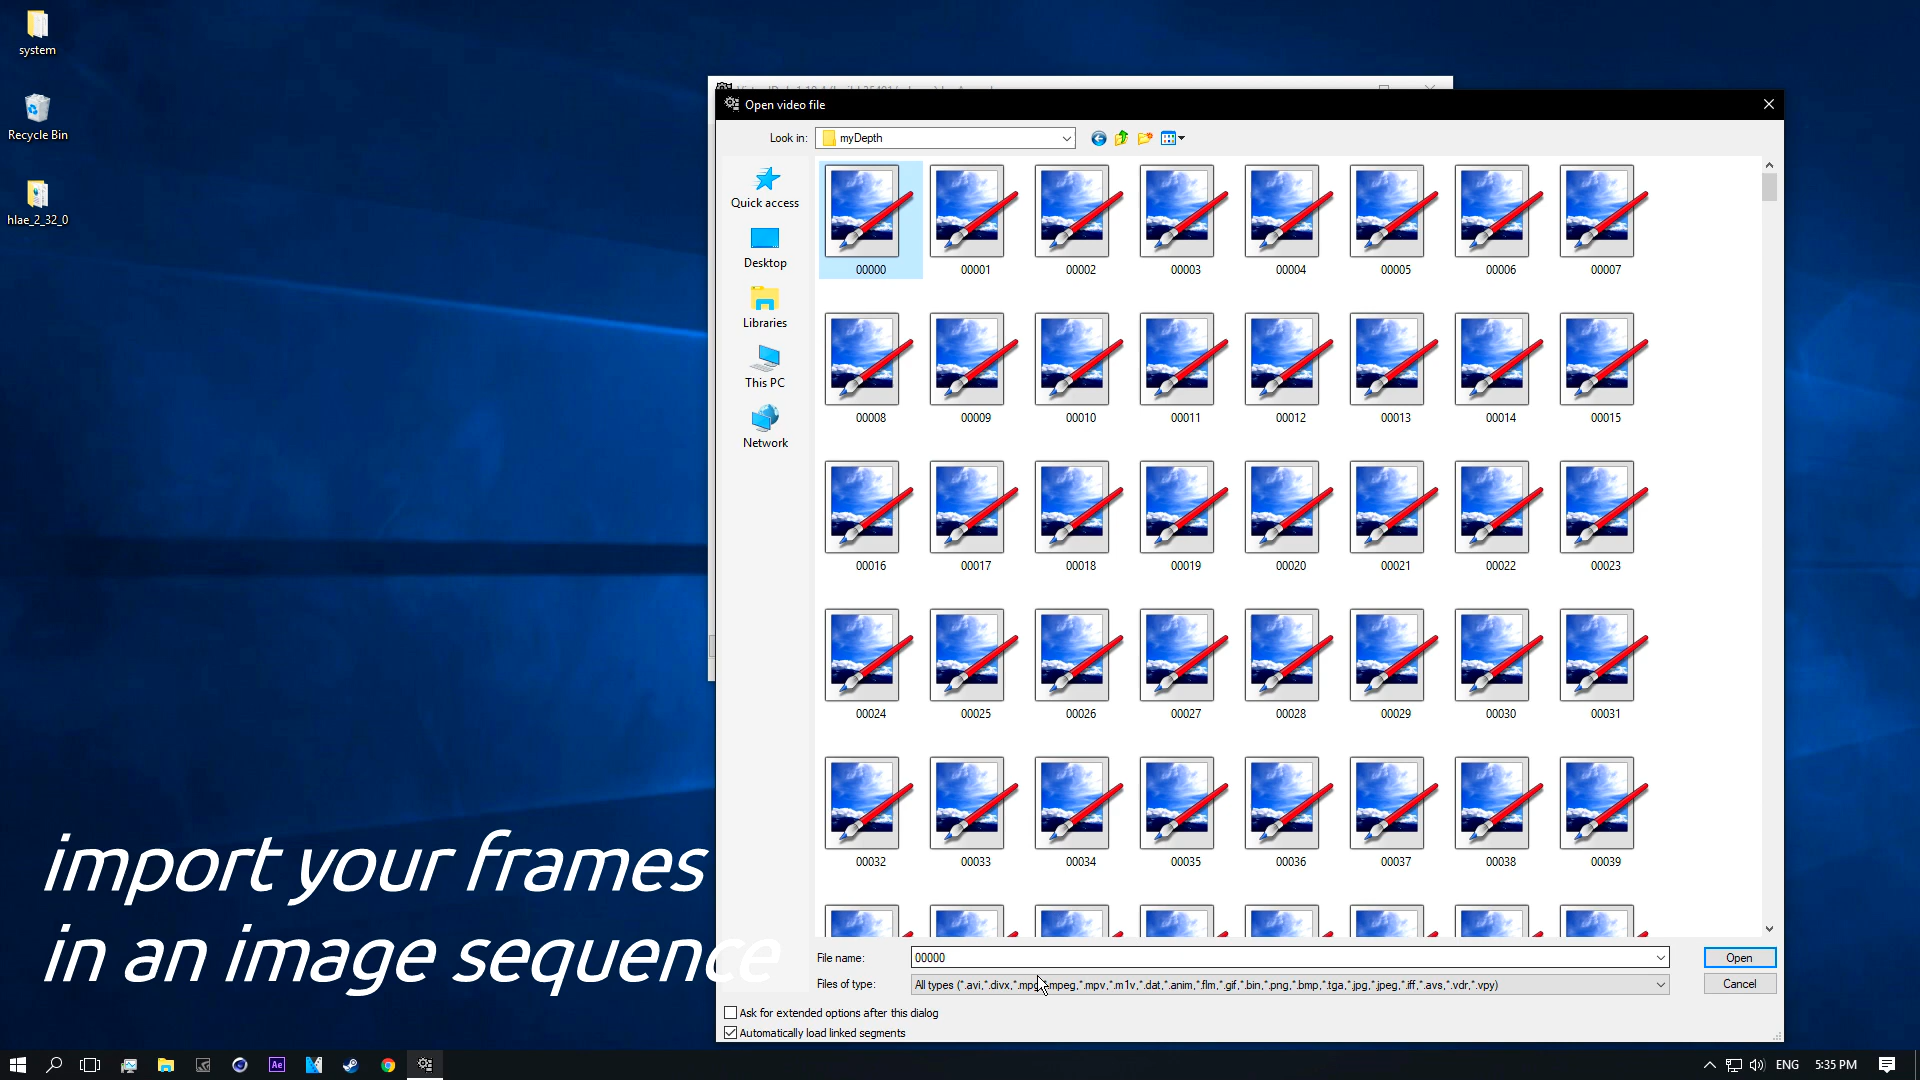 system
Recycle Bin
hlae_2_32_0
Open video file
Look in:
myDepth
Quick access
Desktop
Libraries
This PC
Network
00000 00001 00002 00003 00004 00005 00006 00007
00008 00009 00010 00011 00012 00013 00014 00015
00016 00017 00018 00019 00020 00021 00022 00023
00024 00025 00026 00027 00028 00029 00030 00031
00032 00033 00034 00035 00036 00037 00038 00039
import your frames
in an image sequence
File name:
00000
Open
Files of type:
All types (*.avi,*.divx,*.mpg,*.mpeg,*.mpv,*.m1v,*.dat,*.anim,*.flm,*.gif,*.bin,*.png,*.bmp,*.tga,*.jpg,*.jpeg,*.iff,*.avs,*.vdr,*.vpy)
Cancel
Ask for extended options after this dialog
Automatically load linked segments
Ae
ENG
5:35 PM